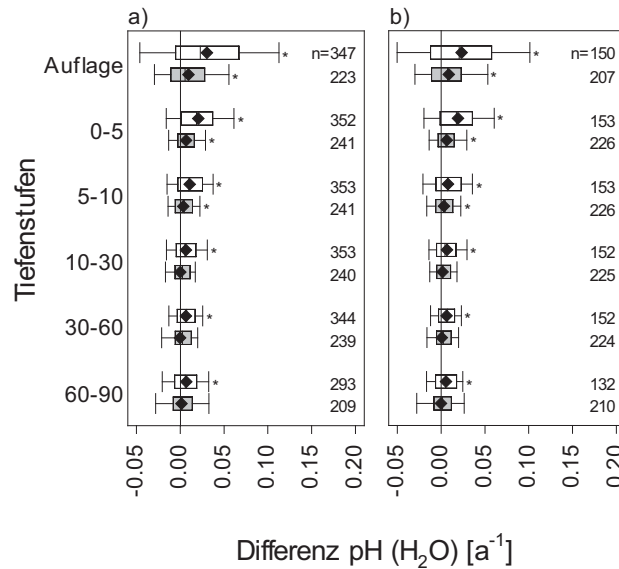 a) b)
Auflage * n=347 * n=150
* 223 * 207
0-5 * 352 * 153
* 241 * 226
5-10 * 353 * 153
* 241 * 226
10-30 * 353 * 152
240 225
30-60 * 344 * 152
239 224
60-90 * 293 * 132
209 210
Tiefenstufen
-0.05 0.00 0.05 0.10 0.15 0.20 -0.05 0.00 0.05 0.10 0.15 0.20
Differenz pH (H₂O) [a⁻¹]